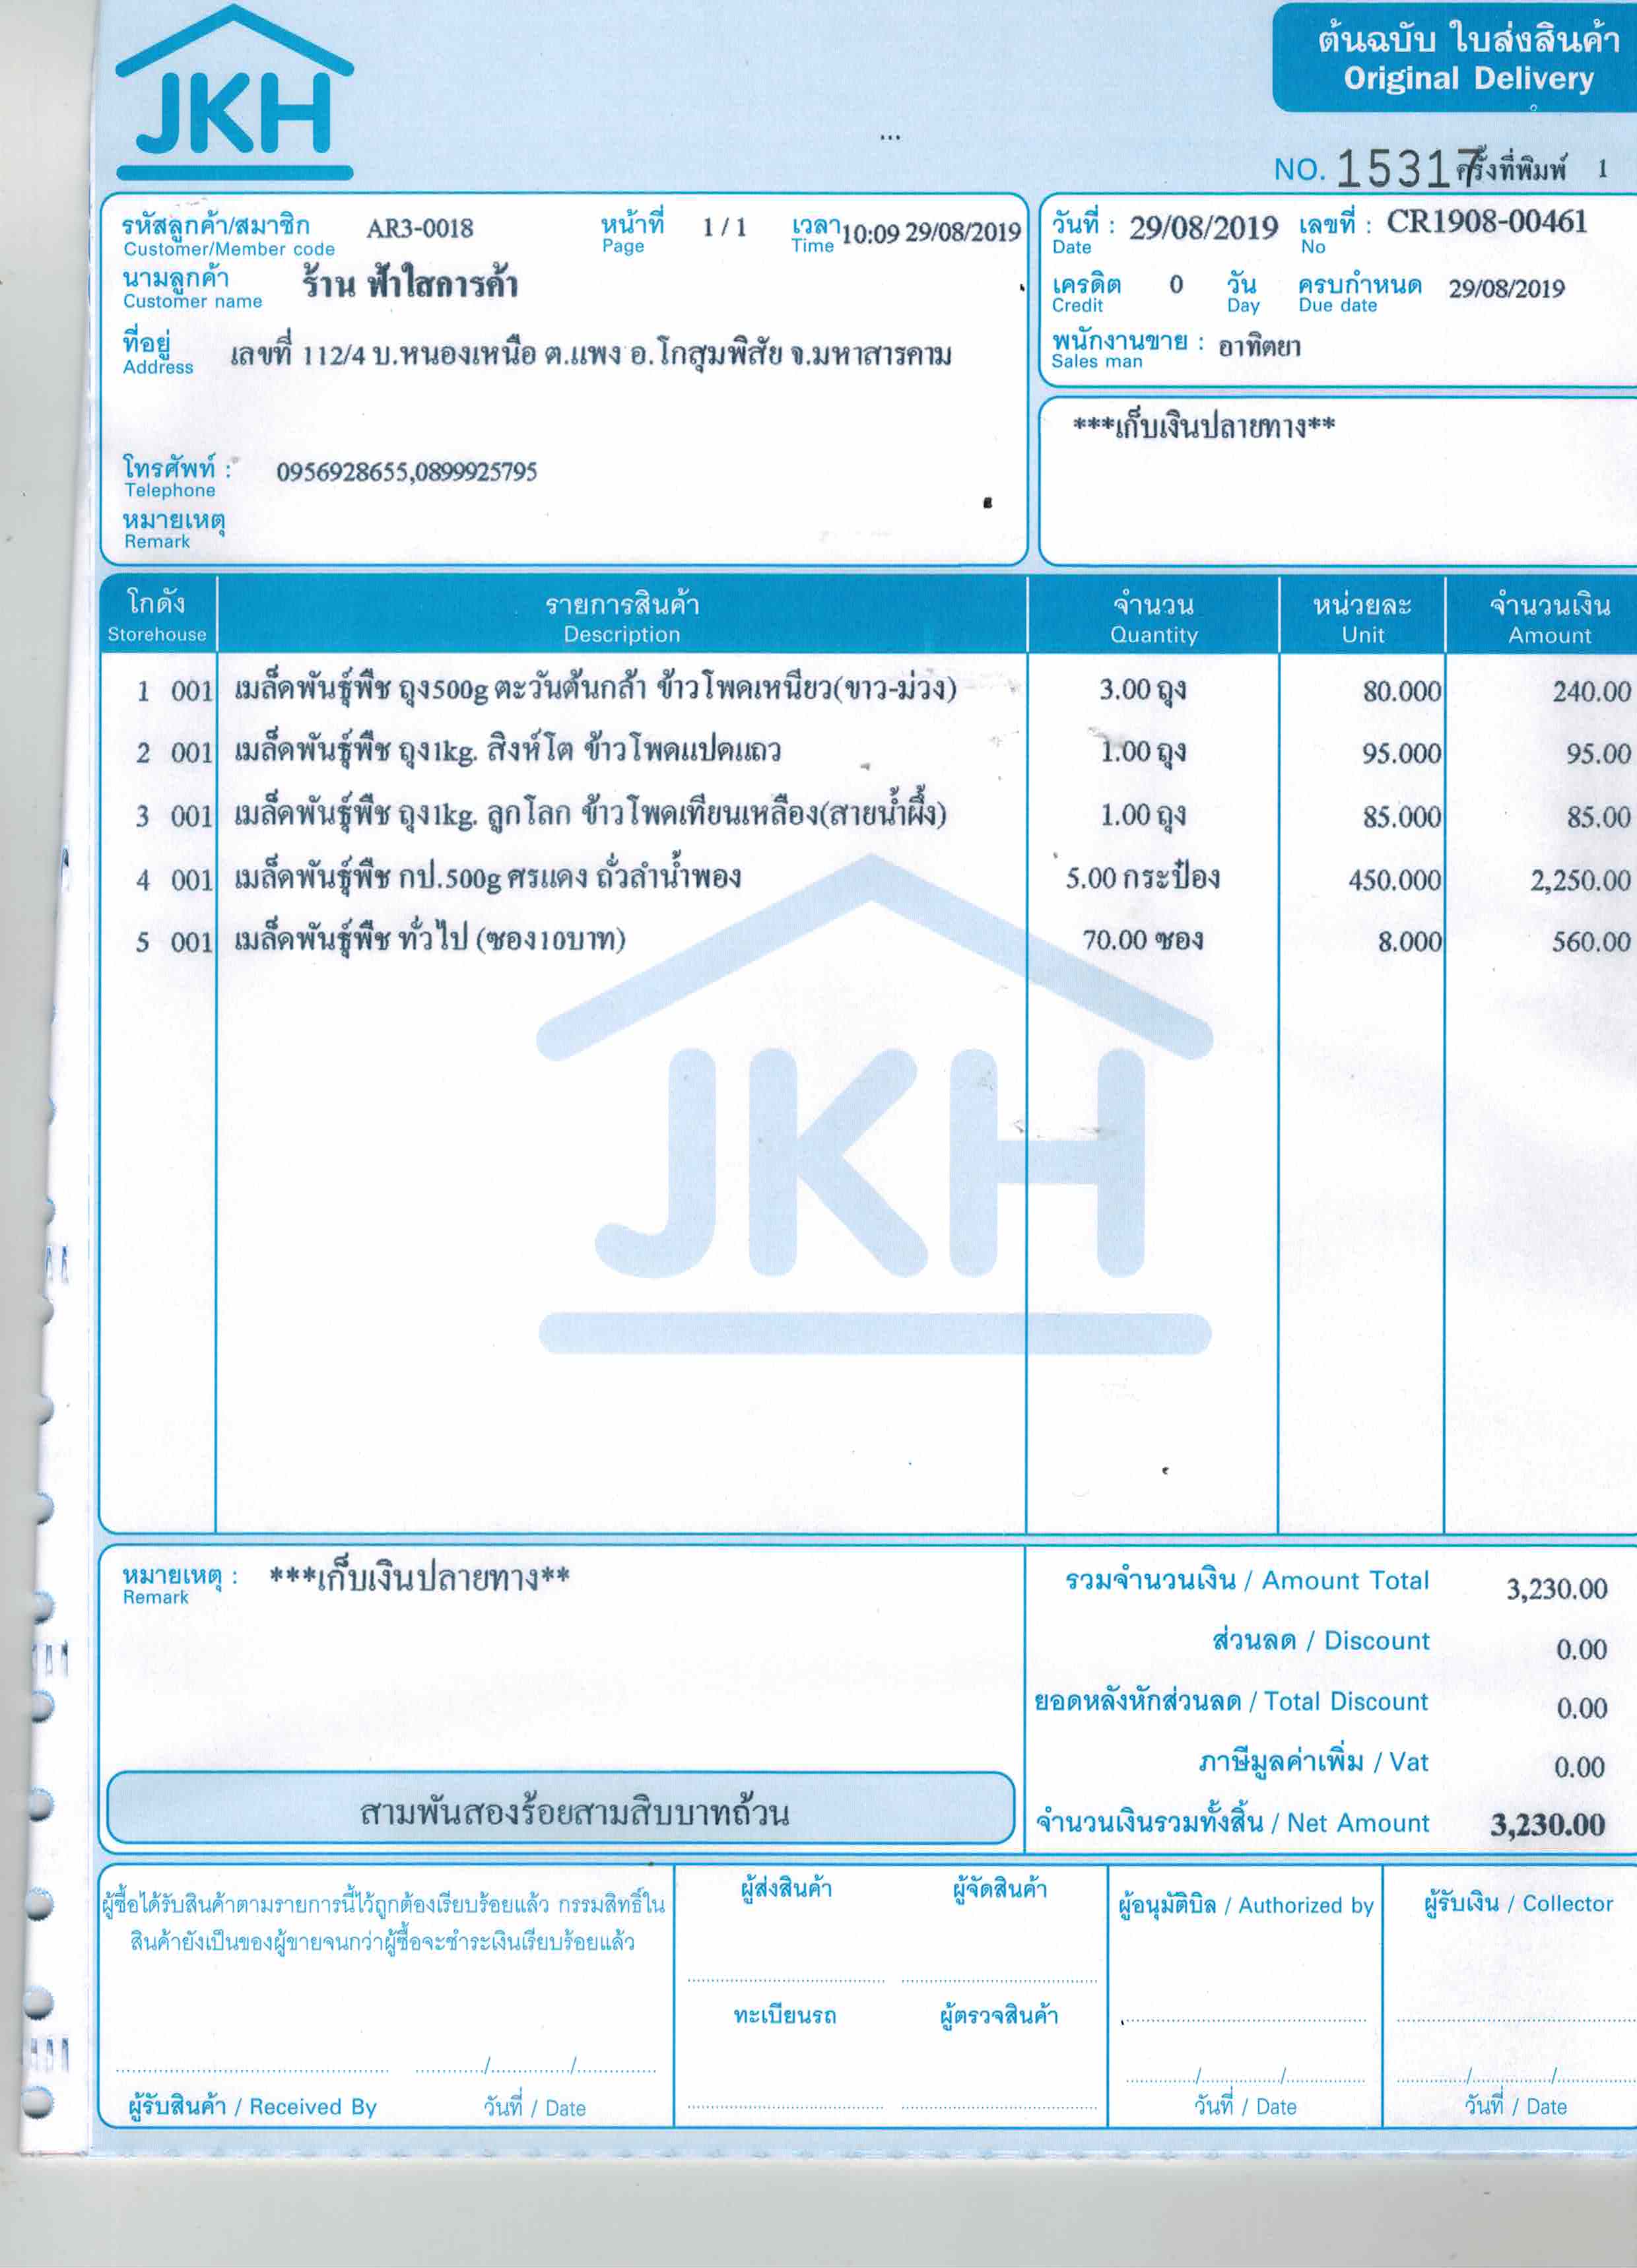 JKH
ต้นฉบับ ใบส่งสินค้า
Original Delivery
NO. 15317 ครั้งที่พิมพ์ 1
รหัสลูกค้า/สมาชิก AR3-0018 หน้าที่ 1 / 1 เวลา 10:09 29/08/2019
Customer/Member code Page Time
นามลูกค้า ร้าน ฟ้าใสการค้า
Customer name
ที่อยู่ เลขที่ 112/4 บ.หนองเหนือ ต.แพง อ.โกสุมพิสัย จ.มหาสารคาม
Address
โทรศัพท์ : 0956928655,0899925795
Telephone
หมายเหตุ
Remark
วันที่ : 29/08/2019 เลขที่ : CR1908-00461
Date No
เครดิต 0 วัน ครบกำหนด 29/08/2019
Credit Day Due date
พนักงานขาย : อาทิตยา
Sales man
***เก็บเงินปลายทาง**
โกดัง รายการสินค้า จำนวน หน่วยละ จำนวนเงิน
Storehouse Description Quantity Unit Amount
1 001 เมล็ดพันธุ์พืช ถุง500g ตะวันต้นกล้า ข้าวโพดเหนียว(ขาว-ม่วง) 3.00 ถุง 80.000 240.00
2 001 เมล็ดพันธุ์พืช ถุง1kg. สิงห์โต ข้าวโพดแปดแถว 1.00 ถุง 95.000 95.00
3 001 เมล็ดพันธุ์พืช ถุง1kg. ลูกโลก ข้าวโพดเทียนเหลือง(สายน้ำผึ้ง) 1.00 ถุง 85.000 85.00
4 001 เมล็ดพันธุ์พืช กป.500g ศรแดง ถั่วลำน้ำพอง 5.00 กระป๋อง 450.000 2,250.00
5 001 เมล็ดพันธุ์พืช ทั่วไป (ซอง10บาท) 70.00 ซอง 8.000 560.00
JKH
หมายเหตุ : ***เก็บเงินปลายทาง**
Remark
รวมจำนวนเงิน / Amount Total 3,230.00
ส่วนลด / Discount 0.00
ยอดหลังหักส่วนลด / Total Discount 0.00
ภาษีมูลค่าเพิ่ม / Vat 0.00
สามพันสองร้อยสามสิบบาทถ้วน
จำนวนเงินรวมทั้งสิ้น / Net Amount 3,230.00
ผู้ซื้อได้รับสินค้าตามรายการนี้ไว้ถูกต้องเรียบร้อยแล้ว กรรมสิทธิ์ใน
สินค้ายังเป็นของผู้ขายจนกว่าผู้ซื้อจะชำระเงินเรียบร้อยแล้ว
ผู้รับสินค้า / Received By วันที่ / Date
ผู้ส่งสินค้า ผู้จัดสินค้า
ทะเบียนรถ ผู้ตรวจสินค้า
ผู้อนุมัติบิล / Authorized by
วันที่ / Date
ผู้รับเงิน / Collector
วันที่ / Date